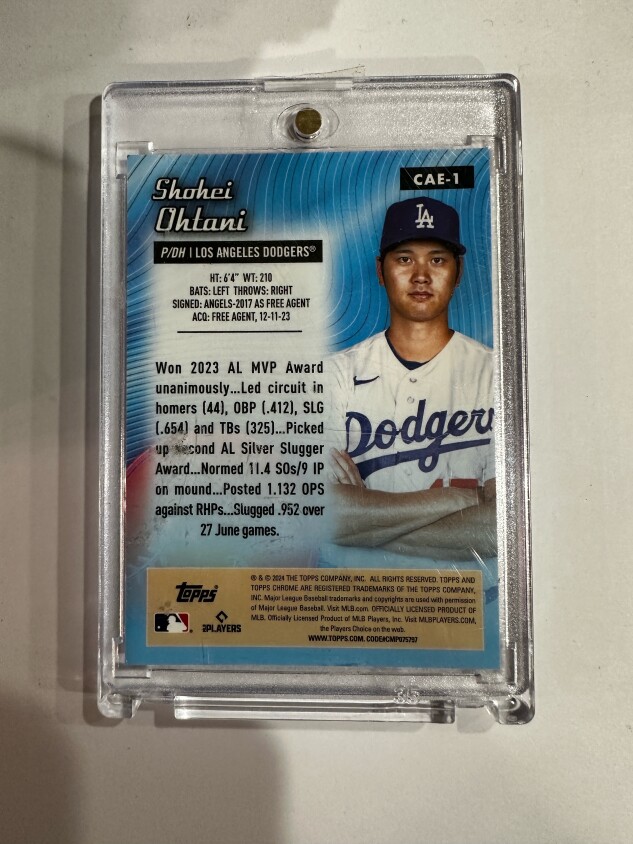 Shohei
Ohtani
CAE-1
LA
P/DH | LOS ANGELES DODGERS®
HT: 6'4" WT: 210
BATS: LEFT THROWS: RIGHT
SIGNED: ANGELS-2017 AS FREE AGENT
ACQ: FREE AGENT, 12-11-23
Won 2023 AL MVP Award
unanimously...Led circuit in
homers (44), OBP (.412), SLG
(.654) and TBs (325)...Picked
up second AL Silver Slugger
Award...Normed 11.4 SOs/9 IP
on mound...Posted 1.132 OPS
against RHPs...Slugged .952 over
27 June games.
Dodgers
topps®
PLAYERS
® & © 2024 THE TOPPS COMPANY, INC. ALL RIGHTS RESERVED. TOPPS AND
TOPPS CHROME ARE REGISTERED TRADEMARKS OF THE TOPPS COMPANY,
INC. Major League Baseball trademarks and copyrights are used with permission
of Major League Baseball. Visit MLB.com. OFFICIALLY LICENSED PRODUCT OF
MLB. Officially Licensed Product of MLB Players, Inc. Visit MLBPLAYERS.com,
the Players Choice on the web.
WWW.TOPPS.COM. CODE#CMP075797